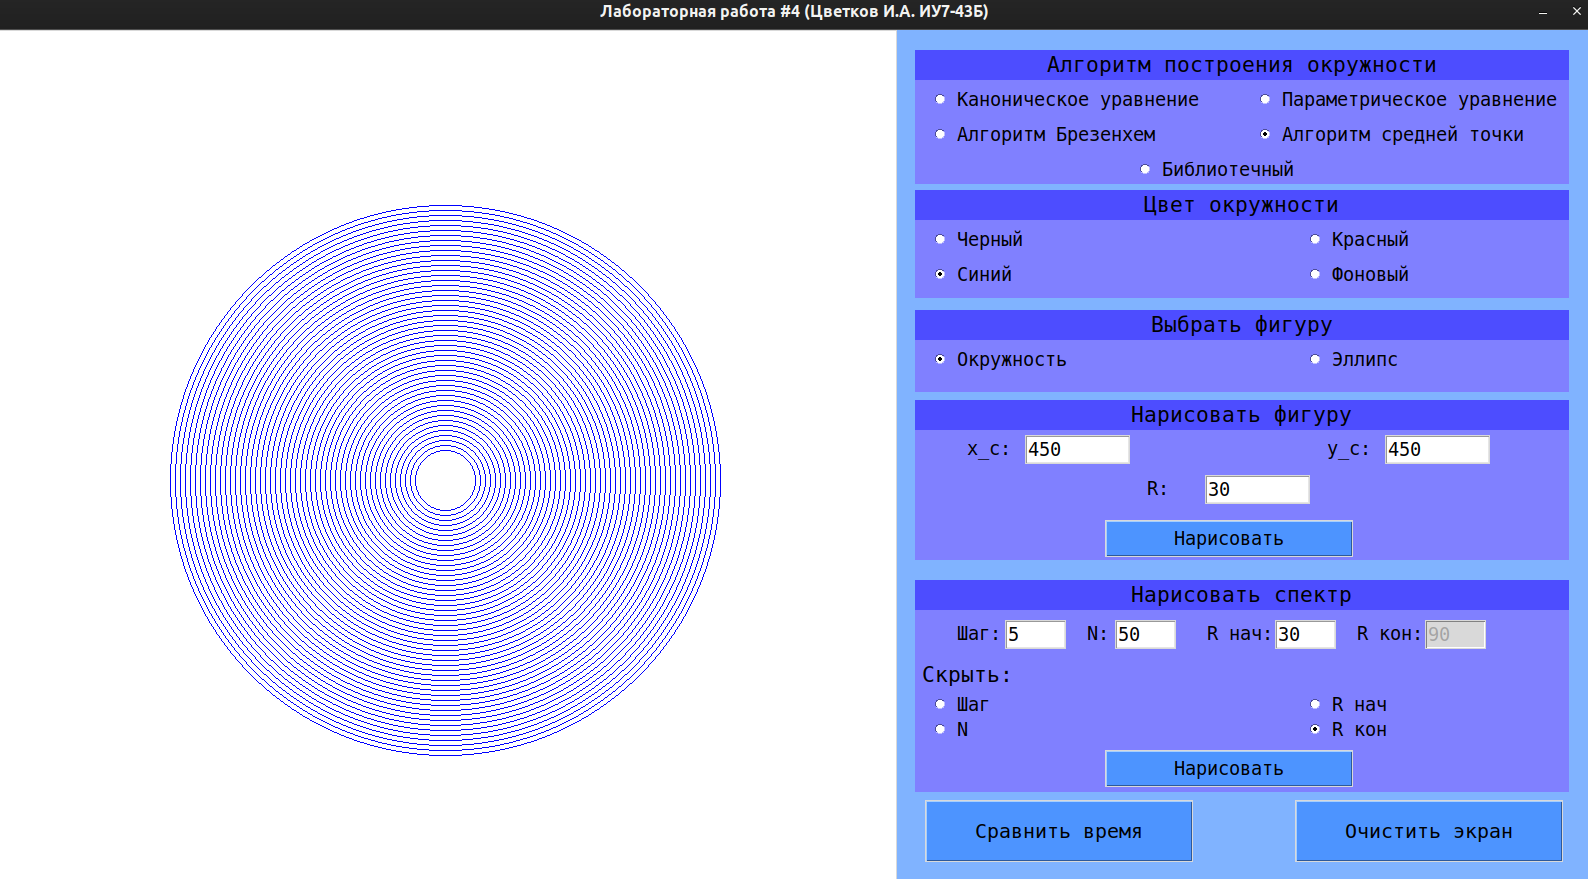 Лабораторная работа #4 (Цветков И.А. ИУ7-43Б)
Алгоритм построения окружности
Каноническое уравнение Параметрическое уравнение
Алгоритм Брезенхем Алгоритм средней точки
Библиотечный
Цвет окружности
Черный Красный
Синий Фоновый
Выбрать фигуру
Окружность Эллипс
Нарисовать фигуру
x_c: 450 y_c: 450
R: 30
Нарисовать
Нарисовать спектр
Шаг: 5 N: 50 R нач: 30 R кон: 90
Скрыть:
Шаг R нач
N R кон
Нарисовать
Сравнить время Очистить экран